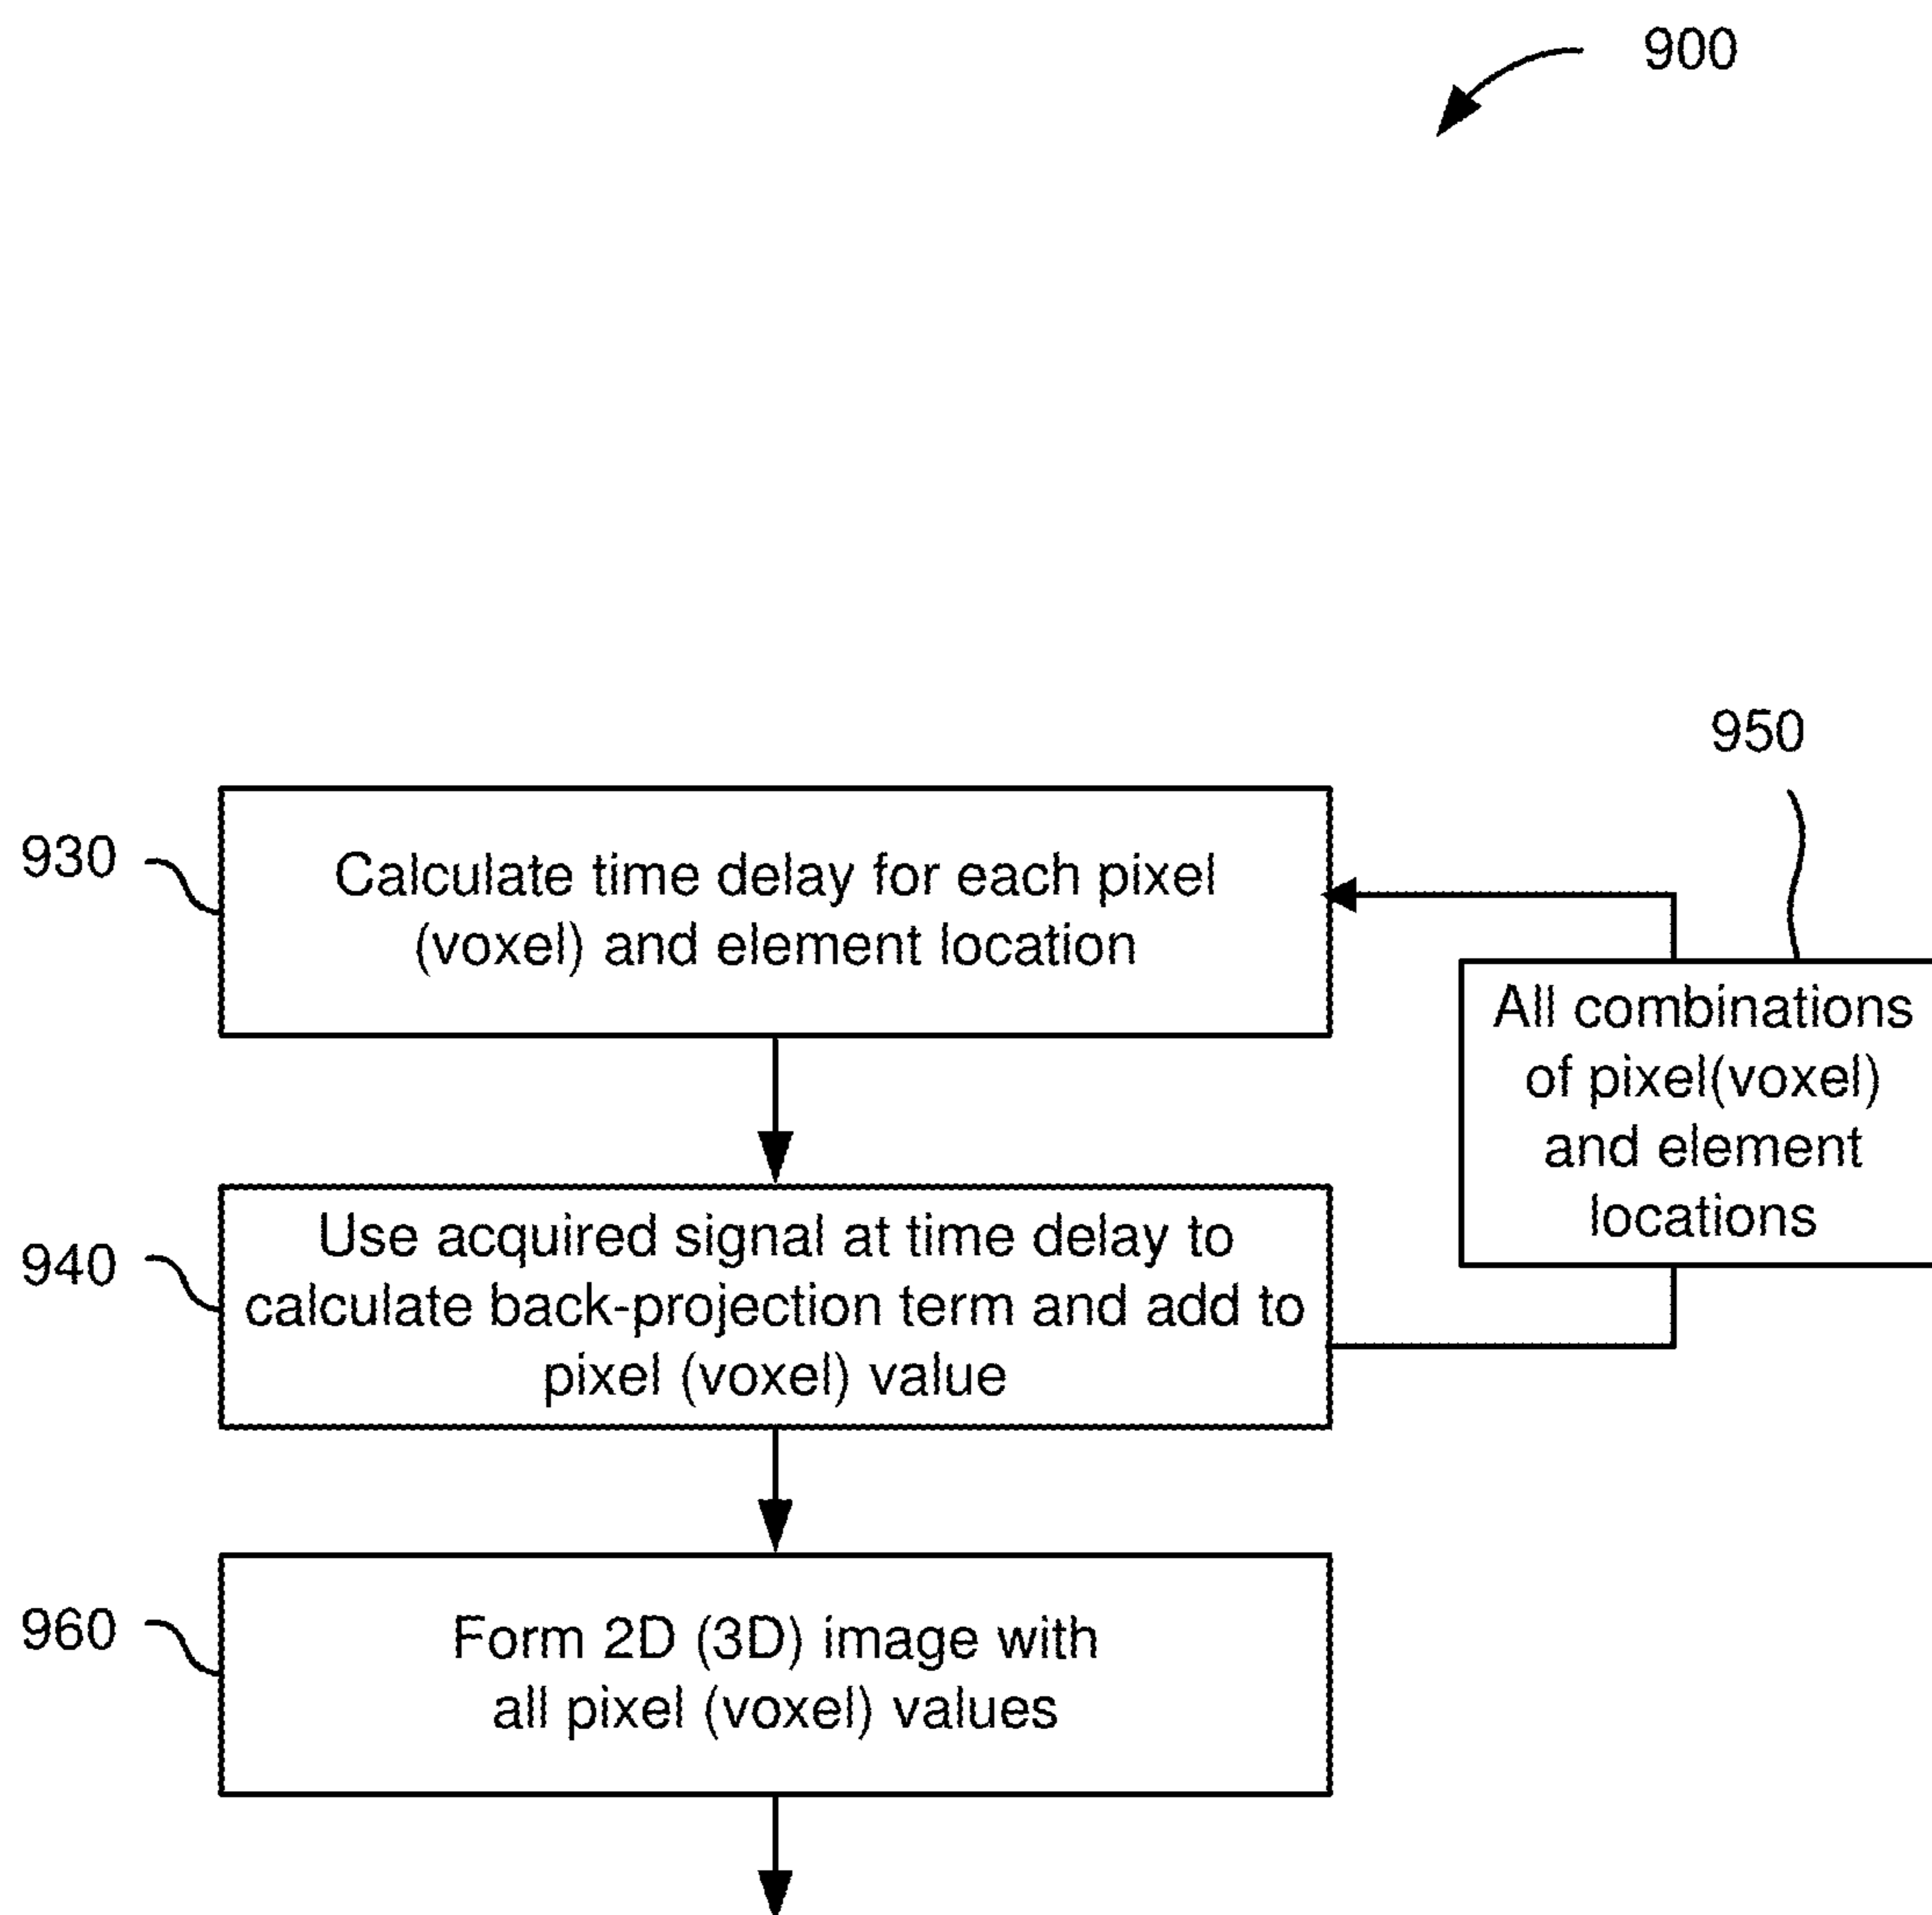 900
950
930
Calculate time delay for each pixel
(voxel) and element location
All combinations
of pixel(voxel)
and element
locations
940
Use acquired signal at time delay to
calculate back-projection term and add to
pixel (voxel) value
960
Form 2D (3D) image with
all pixel (voxel) values